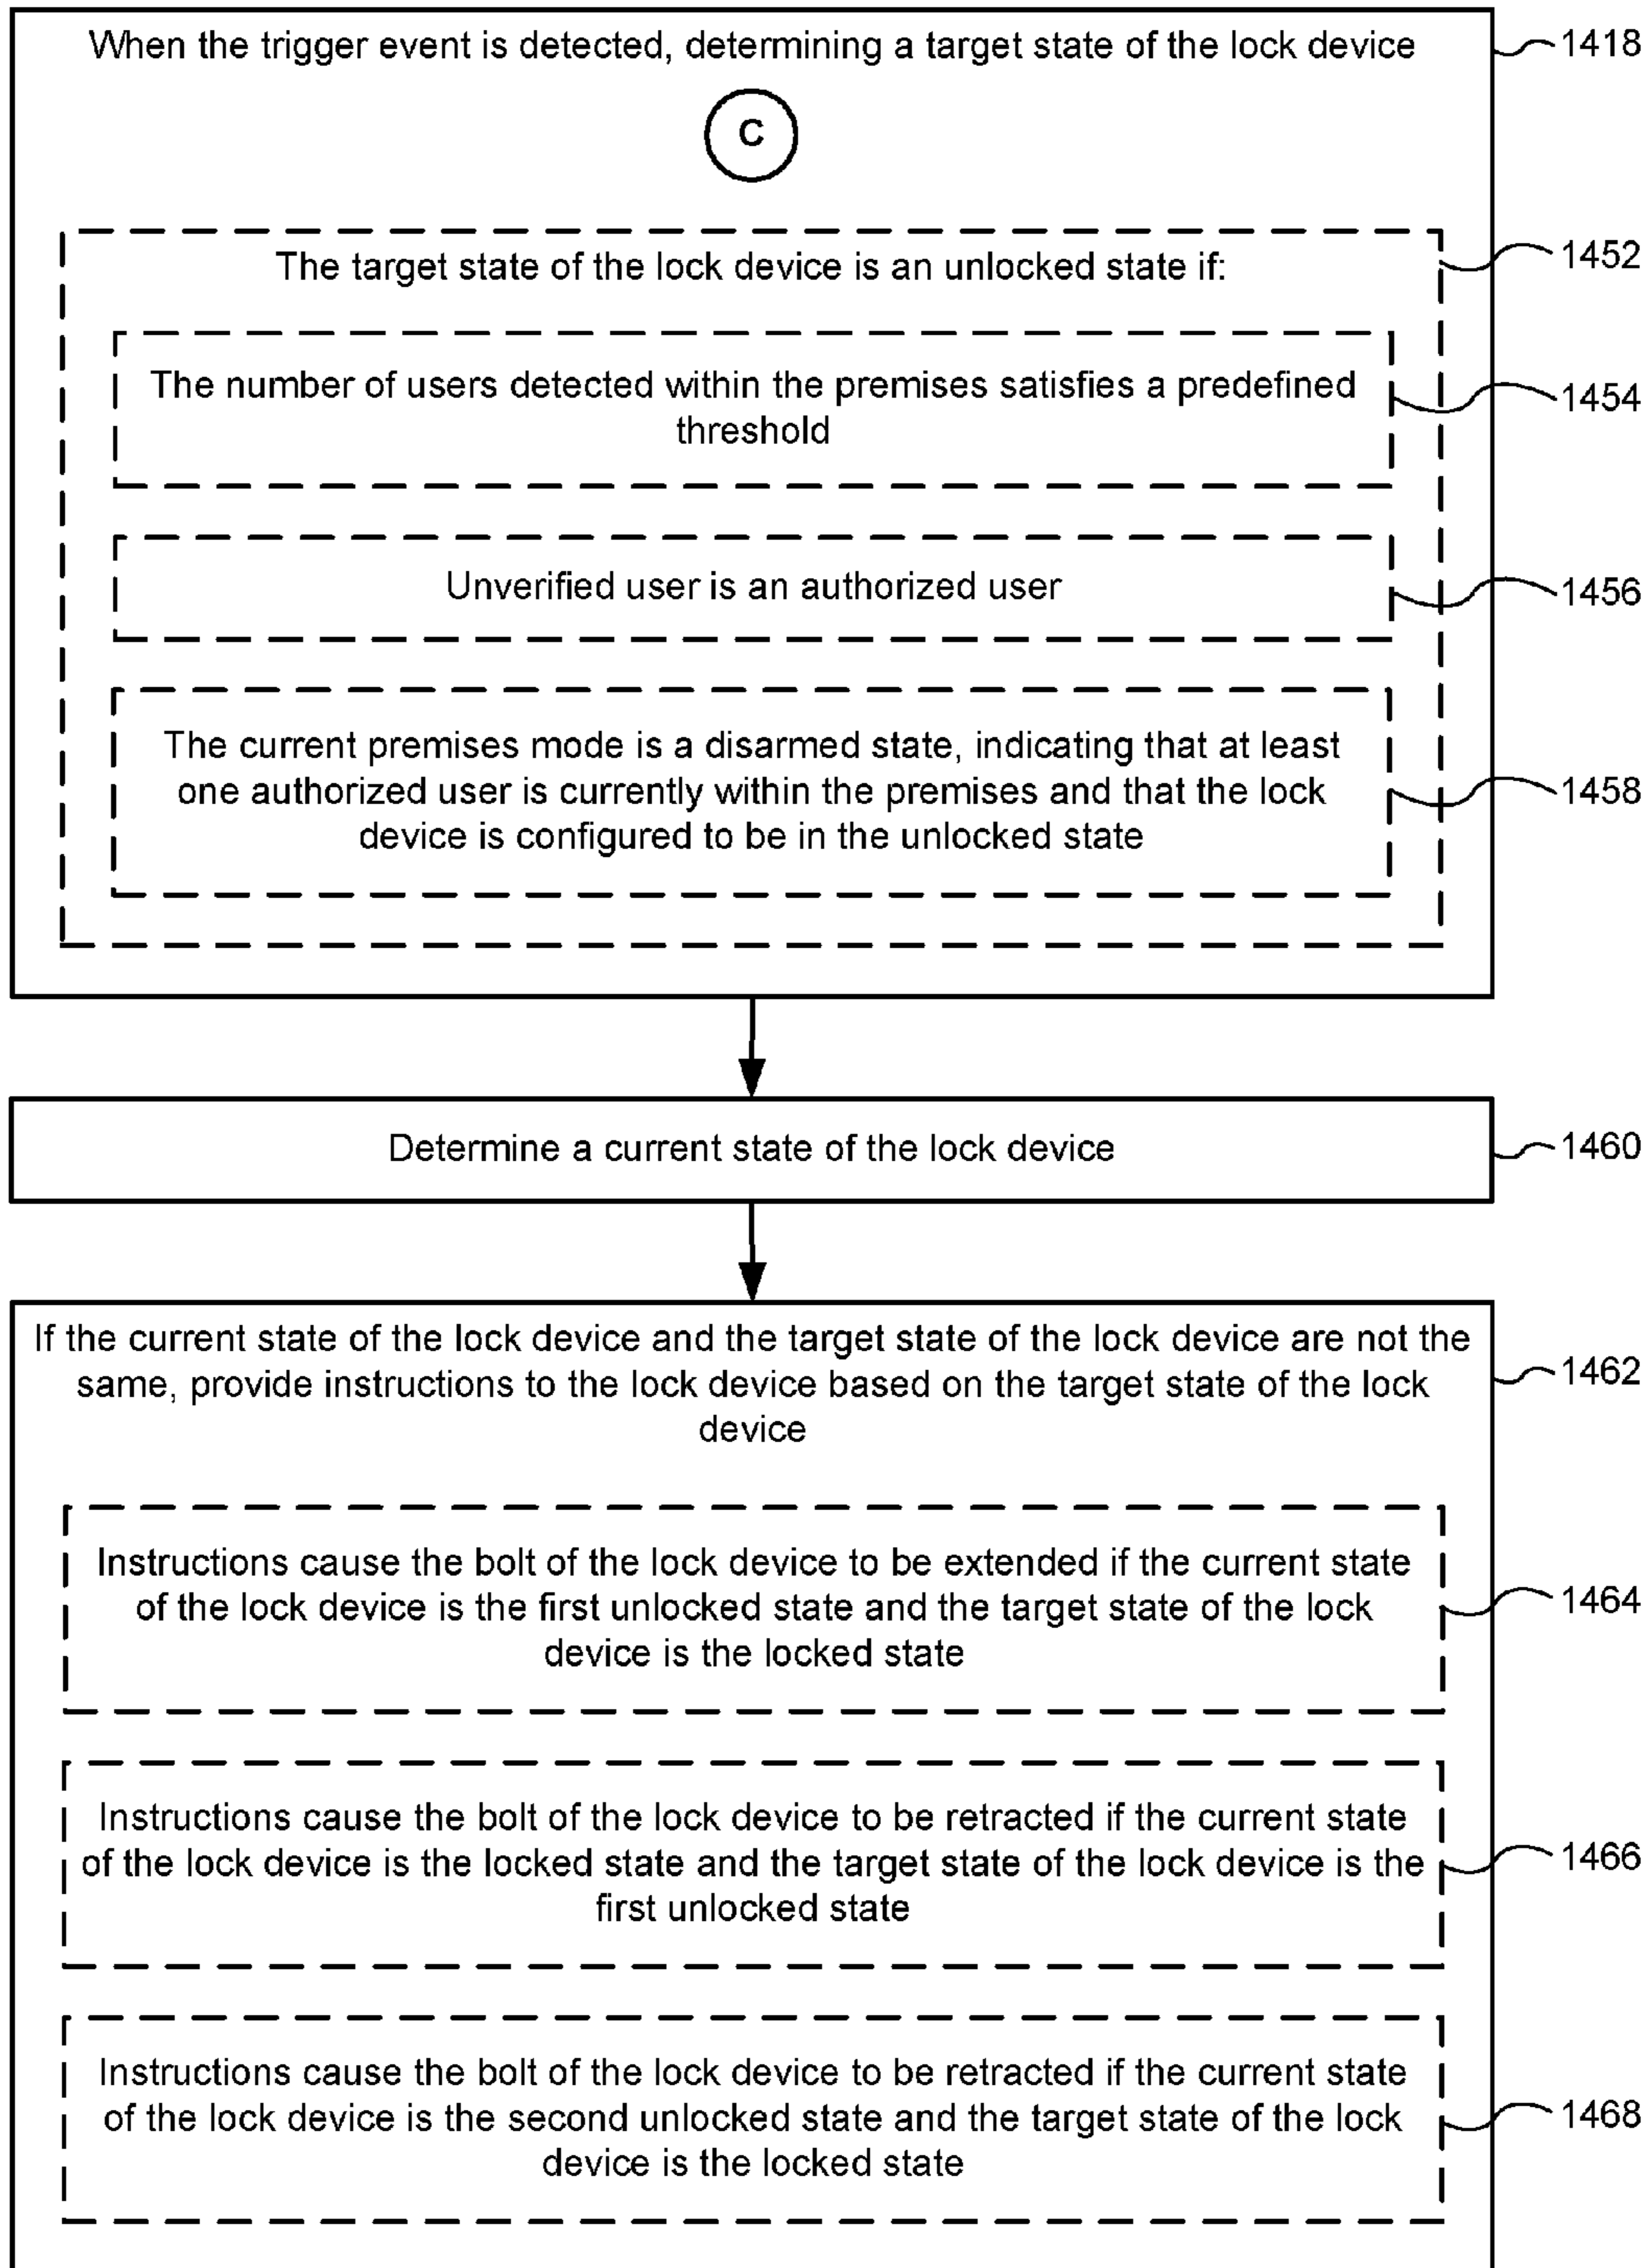 When the trigger event is detected, determining a target state of the lock device
1418
C
The target state of the lock device is an unlocked state if:
1452
The number of users detected within the premises satisfies a predefined
threshold
1454
Unverified user is an authorized user
1456
The current premises mode is a disarmed state, indicating that at least
one authorized user is currently within the premises and that the lock
device is configured to be in the unlocked state
1458
Determine a current state of the lock device
1460
If the current state of the lock device and the target state of the lock device are not the
same, provide instructions to the lock device based on the target state of the lock
device
1462
Instructions cause the bolt of the lock device to be extended if the current state
of the lock device is the first unlocked state and the target state of the lock
device is the locked state
1464
Instructions cause the bolt of the lock device to be retracted if the current state
of the lock device is the locked state and the target state of the lock device is the
first unlocked state
1466
Instructions cause the bolt of the lock device to be retracted if the current state
of the lock device is the second unlocked state and the target state of the lock
device is the locked state
1468